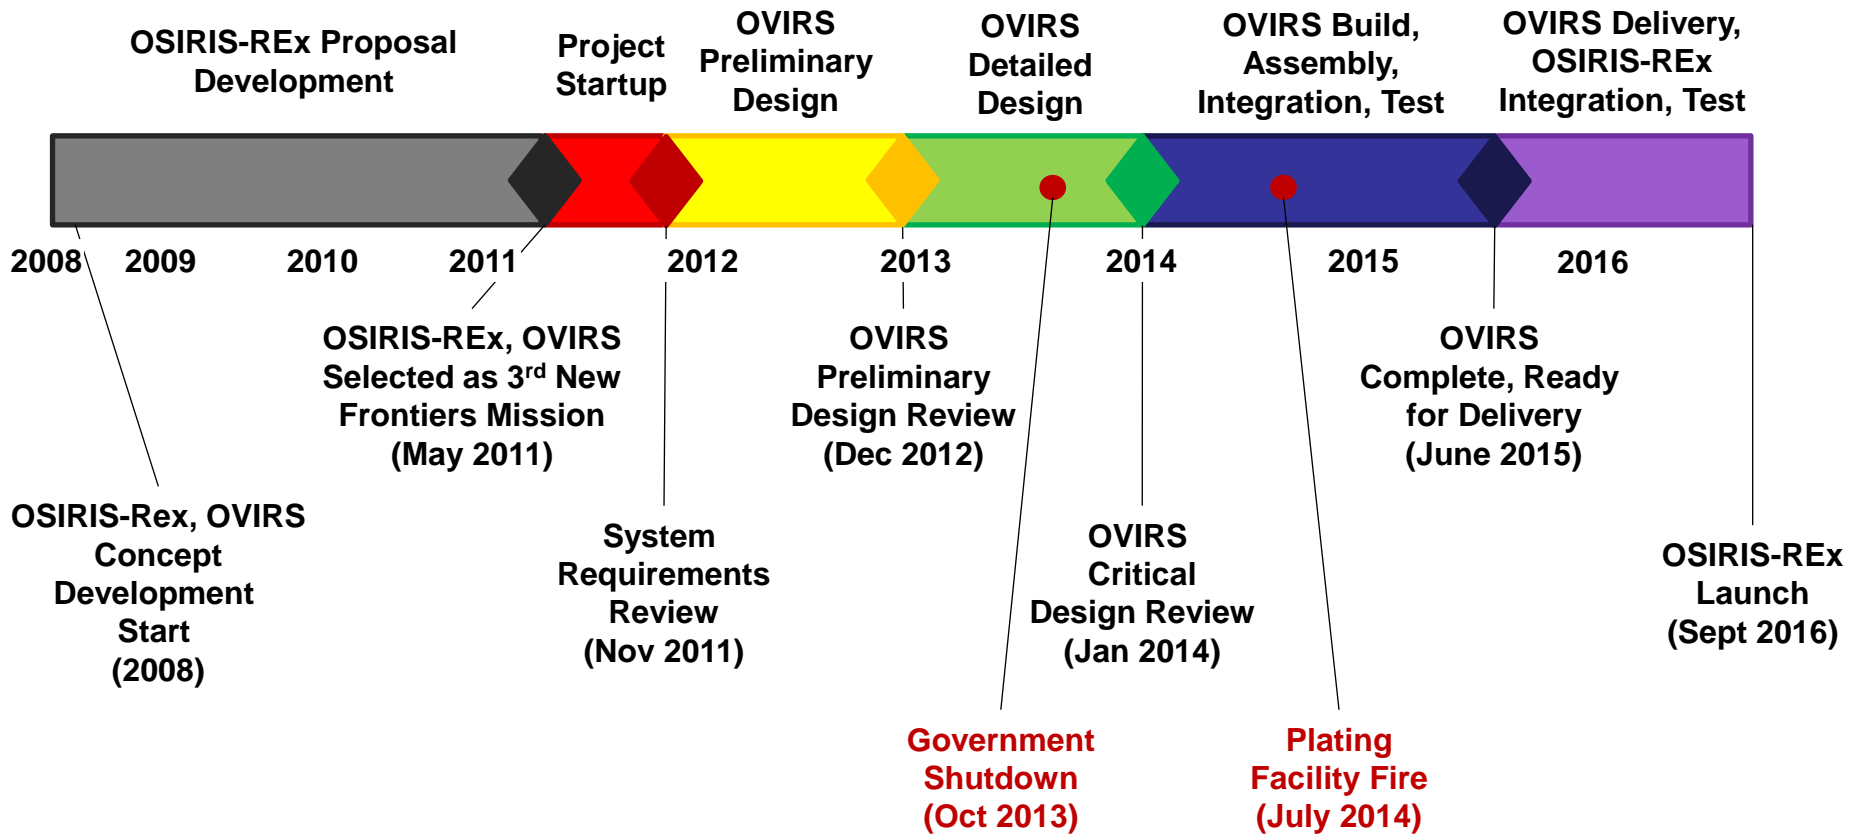 OSIRIS-REx Proposal
Development
Project
Startup
OVIRS
Preliminary
Design
OVIRS
Detailed
Design
OVIRS Build,
Assembly,
Integration, Test
OVIRS Delivery,
OSIRIS-REx
Integration, Test
2008
2009
2010
2011
2012
2013
2014
2015
2016
OSIRIS-REx, OVIRS
Selected as 3rd New
Frontiers Mission
(May 2011)
OVIRS
Preliminary
Design Review
(Dec 2012)
OVIRS
Complete, Ready
for Delivery
(June 2015)
OSIRIS-Rex, OVIRS
Concept
Development
Start
(2008)
System
Requirements
Review
(Nov 2011)
OVIRS
Critical
Design Review
(Jan 2014)
OSIRIS-REx
Launch
(Sept 2016)
Government
Shutdown
(Oct 2013)
Plating
Facility Fire
(July 2014)